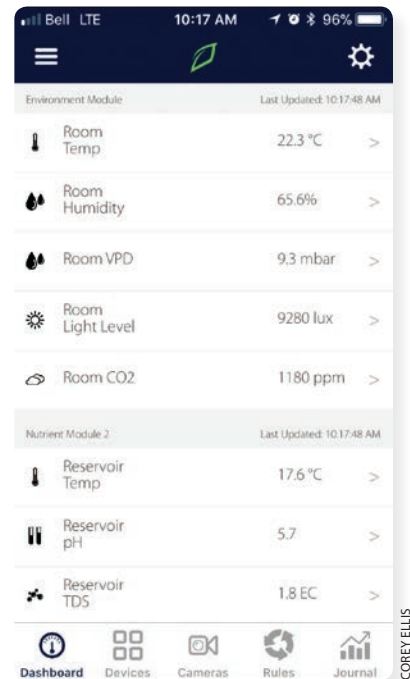 Bell LTE 10:17 AM 96%
Environment Module Last Updated: 10:17:48 AM
Room
Temp 22.3 °C >
Room
Humidity 65.6% >
Room VPD 9.3 mbar >
Room
Light Level 9280 lux >
Room CO2 1180 ppm >
Nutrient Module 2 Last Updated: 10:17:48 AM
Reservoir
Temp 17.6 °C >
Reservoir
pH 5.7 >
Reservoir
TDS 1.8 EC >
Dashboard Devices Cameras Rules Journal
COREY ELLIS